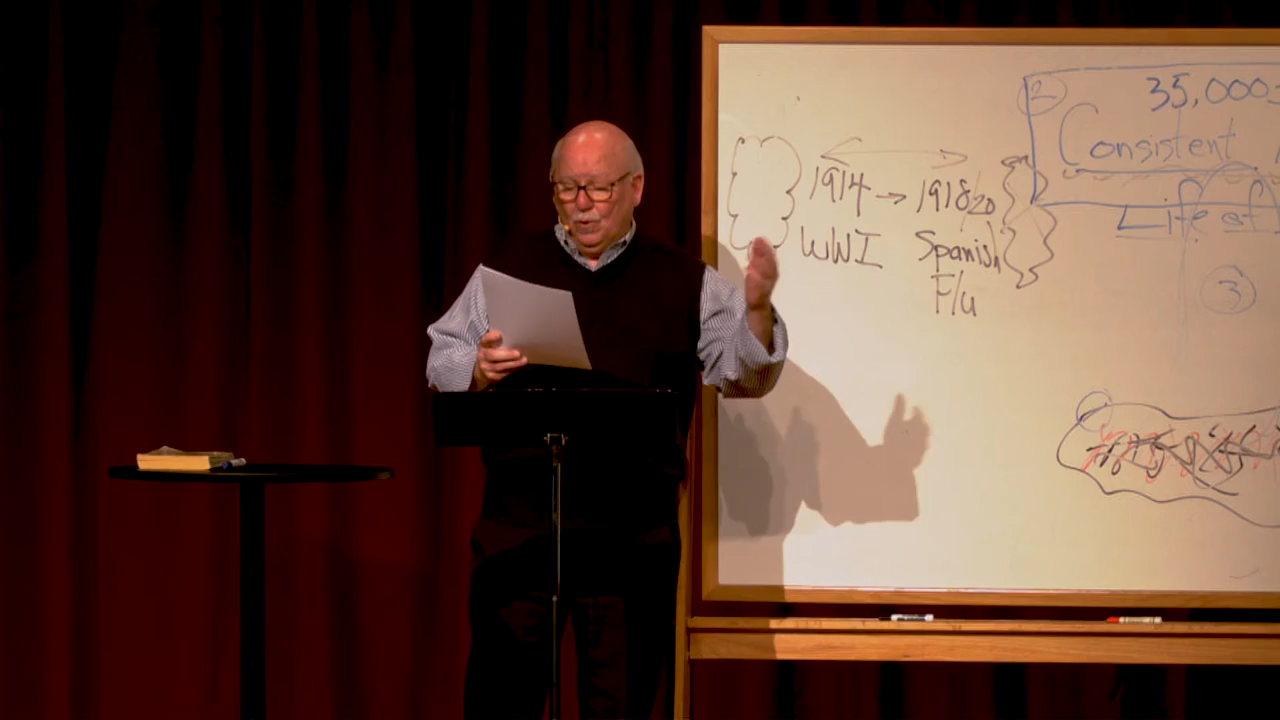 1914 → 1918/20
WWI Spanish
Flu
2 35,000
Consistent
Life of
3